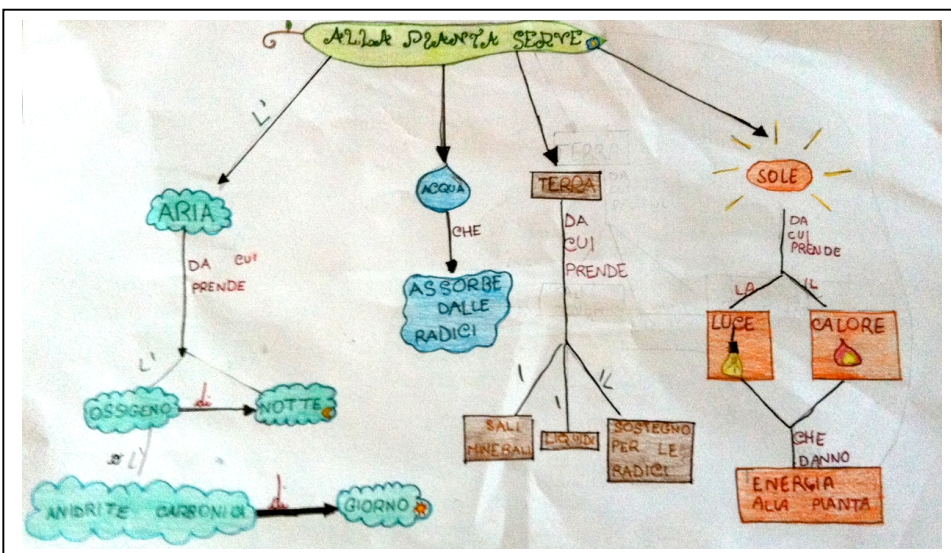 ALLA PIANTA SERVE
L'
ARIA
DA CUI
PRENDE
L'
OSSIGENO
di
NOTTE
L'
ANIDRITE CARBONICA
di
GIORNO
ACQUA
CHE
ASSORBE
DALLE
RADICI
TERRA
DA
CUI
PRENDE
I
SALI
MINERALI
I
LIQUIDI
IL
SOSTEGNO
PER LE
RADICI
SOLE
DA
CUI
PRENDE
LA
LUCE
IL
CALORE
CHE
DANNO
ENERGIA
ALLA PIANTA